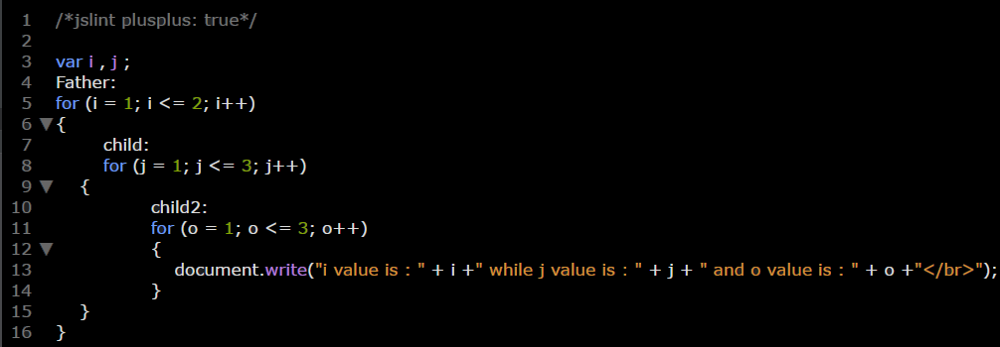 1 /*jslint plusplus: true*/
2
3 var i , j ;
4 Father:
5 for (i = 1; i <= 2; i++)
6 {
7 child:
8 for (j = 1; j <= 3; j++)
9 {
10 child2:
11 for (o = 1; o <= 3; o++)
12 {
13 document.write("i value is : " + i +" while j value is : " + j + " and o value is : " + o +"</br>");
14 }
15 }
16 }